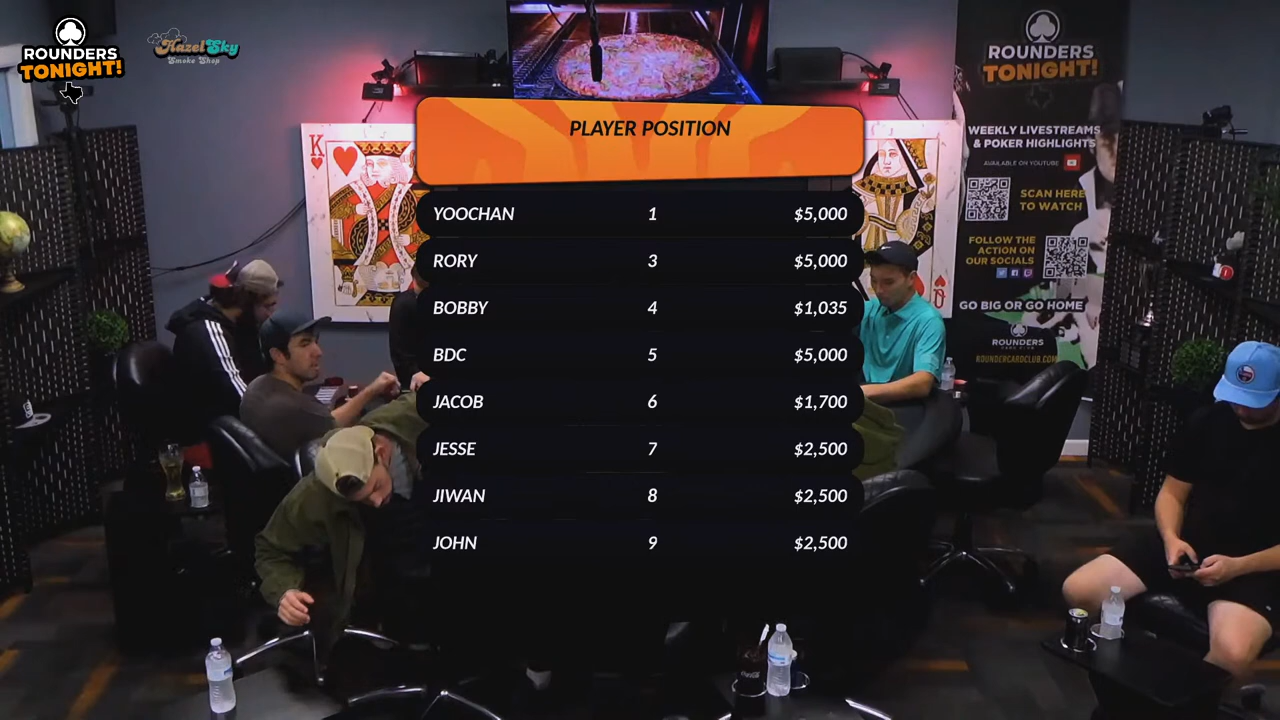 ROUNDERS
TONIGHT!
HazelSky
Smoke Shop
PLAYER POSITION
YOOCHAN 1 $5,000
RORY 3 $5,000
BOBBY 4 $1,035
BDC 5 $5,000
JACOB 6 $1,700
JESSE 7 $2,500
JIWAN 8 $2,500
JOHN 9 $2,500
K
Q
ROUNDERS
TONIGHT!
WEEKLY LIVESTREAMS
& POKER HIGHLIGHTS
AVAILABLE ON YOUTUBE
SCAN HERE
TO WATCH
FOLLOW THE
ACTION ON
OUR SOCIALS
GO BIG OR GO HOME
ROUNDERS
ROUNDERCARDCLUB.COM
Coca-Cola